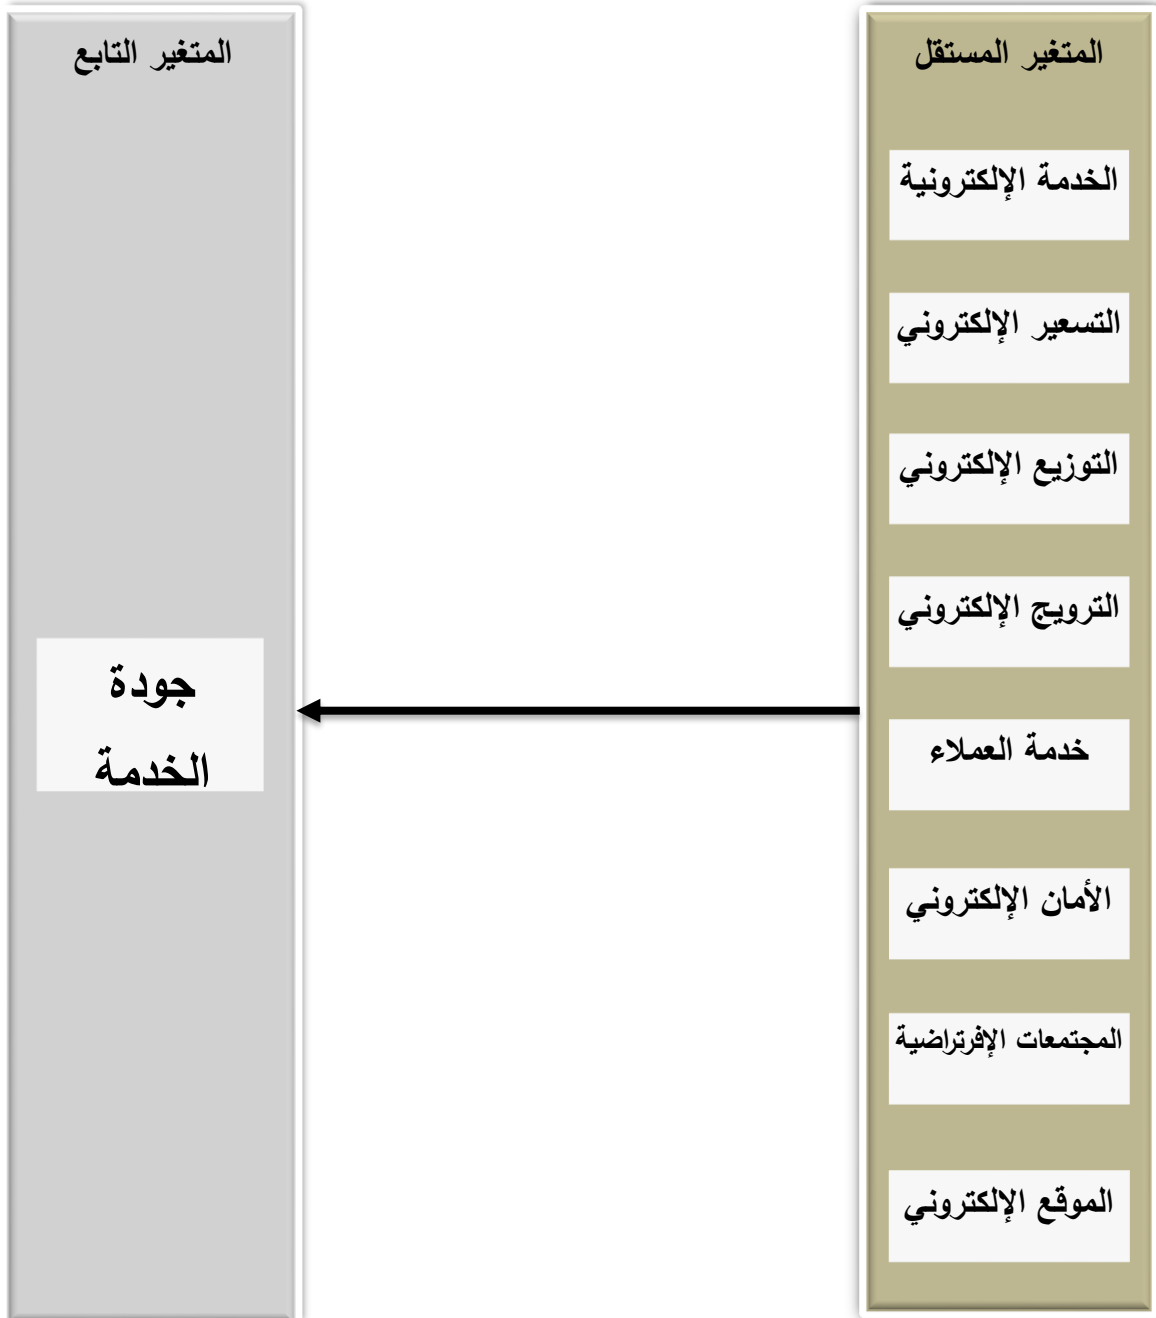 المتغير المستقل
الخدمة الإلكترونية
التسعير الإلكتروني
التوزيع الإلكتروني
الترويج الإلكتروني
خدمة العملاء
الأمان الإلكتروني
المجتمعات الإفرتراضية
الموقع الإلكتروني
المتغير التابع
جودة
الخدمة